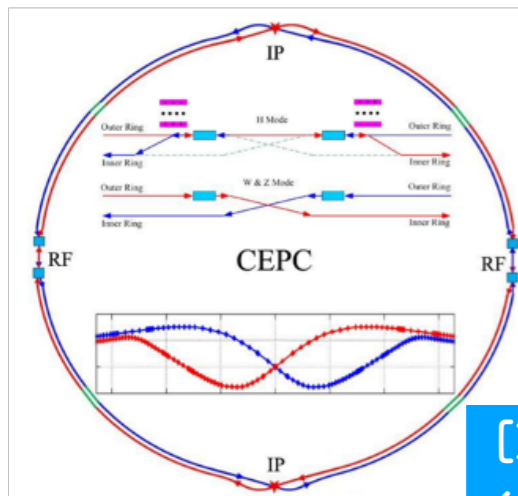 IP
H Mode
Outer Ring
Outer Ring
Inner Ring
Inner Ring
W & Z Mode
Outer Ring
Outer Ring
Inner Ring
Inner Ring
RF
CEPC
RF
IP